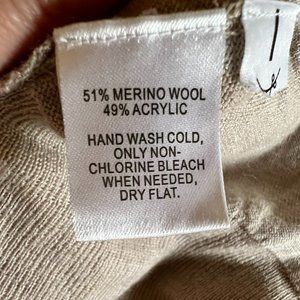 51% MERINO WOOL
49% ACRYLIC
HAND WASH COLD,
ONLY NON-
CHLORINE BLEACH
WHEN NEEDED,
DRY FLAT.